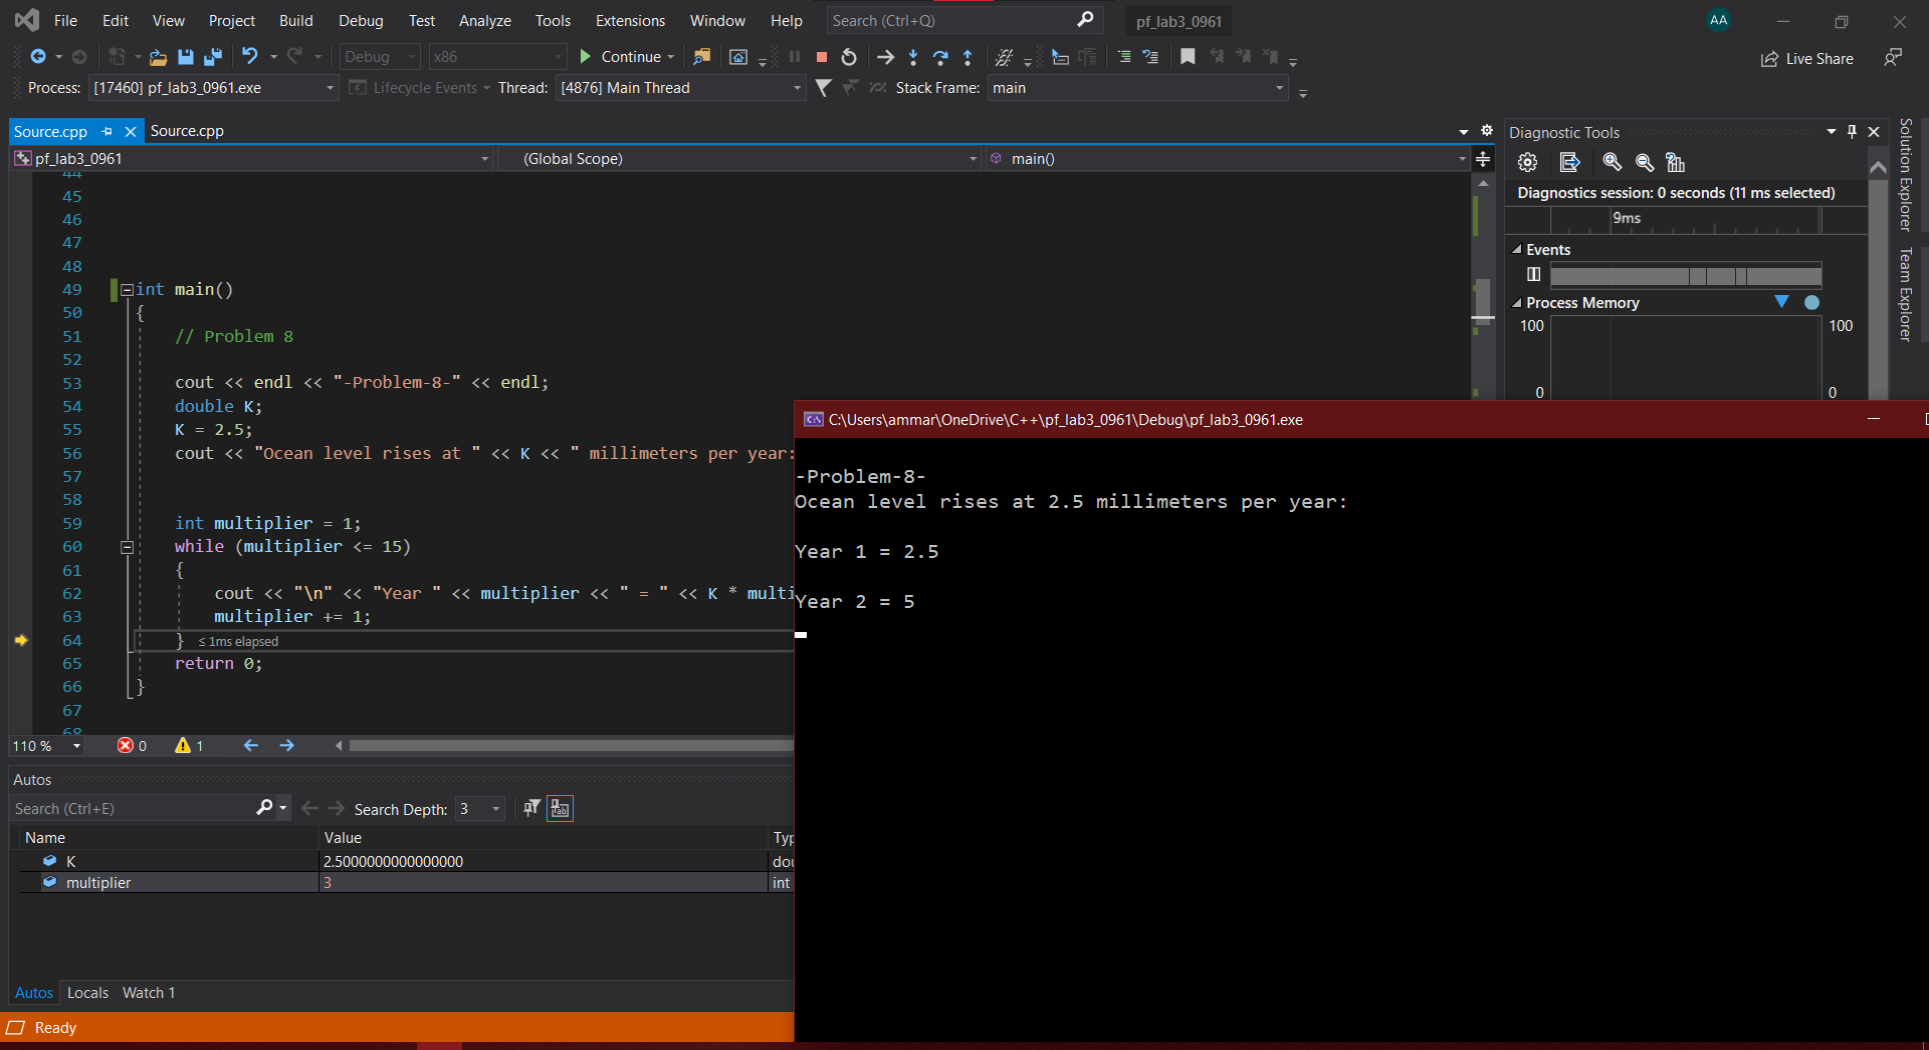 File Edit View Project Build Debug Test Analyze Tools Extensions Window Help Search (Ctrl+Q) pf_lab3_0961 AA
Debug x86 Continue Live Share
Process: [17460] pf_lab3_0961.exe Lifecycle Events Thread: [4876] Main Thread Stack Frame: main
Source.cpp Source.cpp
pf_lab3_0961 (Global Scope) main()
44
45
46
47
48
49 int main()
50 {
51 // Problem 8
52
53 cout << endl << "-Problem-8-" << endl;
54 double K;
55 K = 2.5;
56 cout << "Ocean level rises at " << K << " millimeters per year:
57
58
59 int multiplier = 1;
60 while (multiplier <= 15)
61 {
62 cout << "\n" << "Year " << multiplier << " = " << K * multi
63 multiplier += 1;
64 } ≤ 1ms elapsed
65 return 0;
66 }
67
68
110 % 0 1
Autos
Search (Ctrl+E) Search Depth: 3
Name Value Typ
K 2.5000000000000000 dou
multiplier 3 int
Autos Locals Watch 1
Ready
Diagnostic Tools
Diagnostics session: 0 seconds (11 ms selected)
9ms
Events
Process Memory
100 100
0 0
Solution Explorer
Team Explorer
C:\Users\ammar\OneDrive\C++\pf_lab3_0961\Debug\pf_lab3_0961.exe
-Problem-8-
Ocean level rises at 2.5 millimeters per year:
Year 1 = 2.5
Year 2 = 5